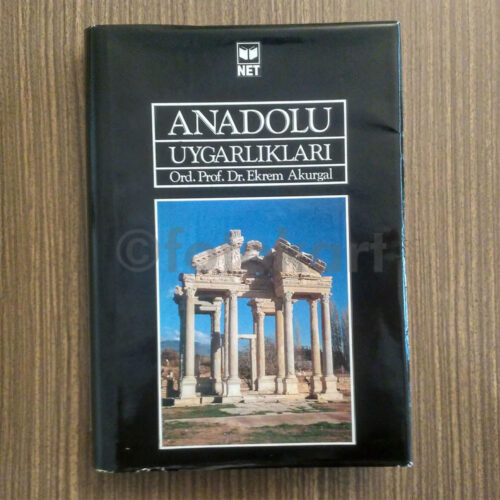 NET
ANADOLU
UYGARLIKLARI
Ord. Prof. Dr. Ekrem Akurgal